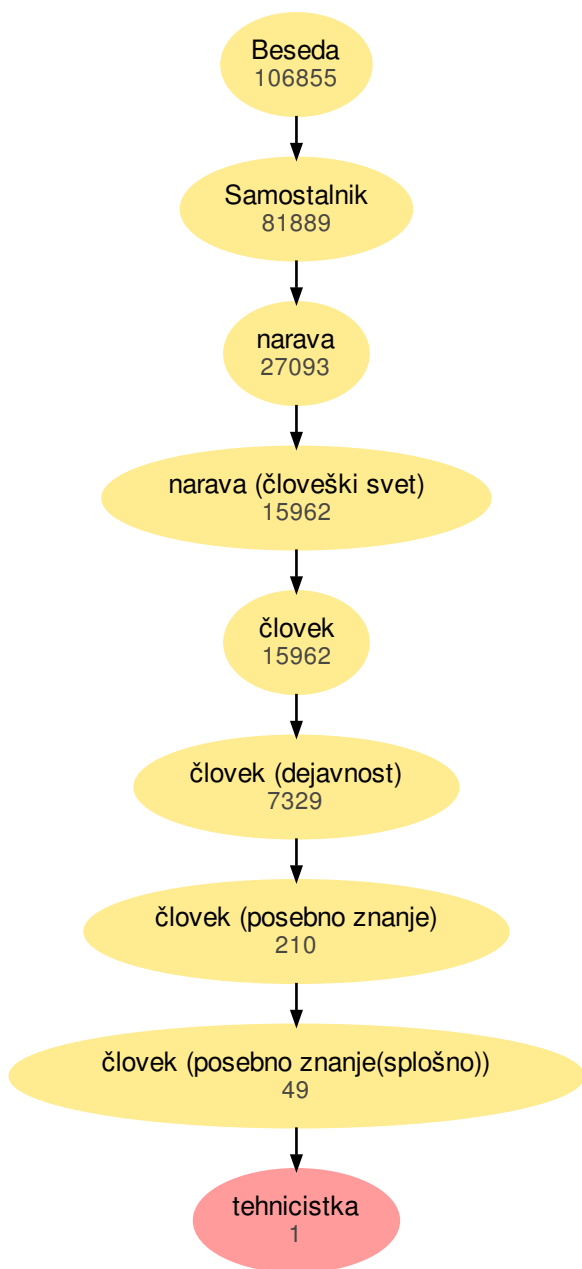 Beseda
106855
Samostalnik
81889
narava
27093
narava (človeški svet)
15962
človek
15962
človek (dejavnost)
7329
človek (posebno znanje)
210
človek (posebno znanje(splošno))
49
tehnicistka
1